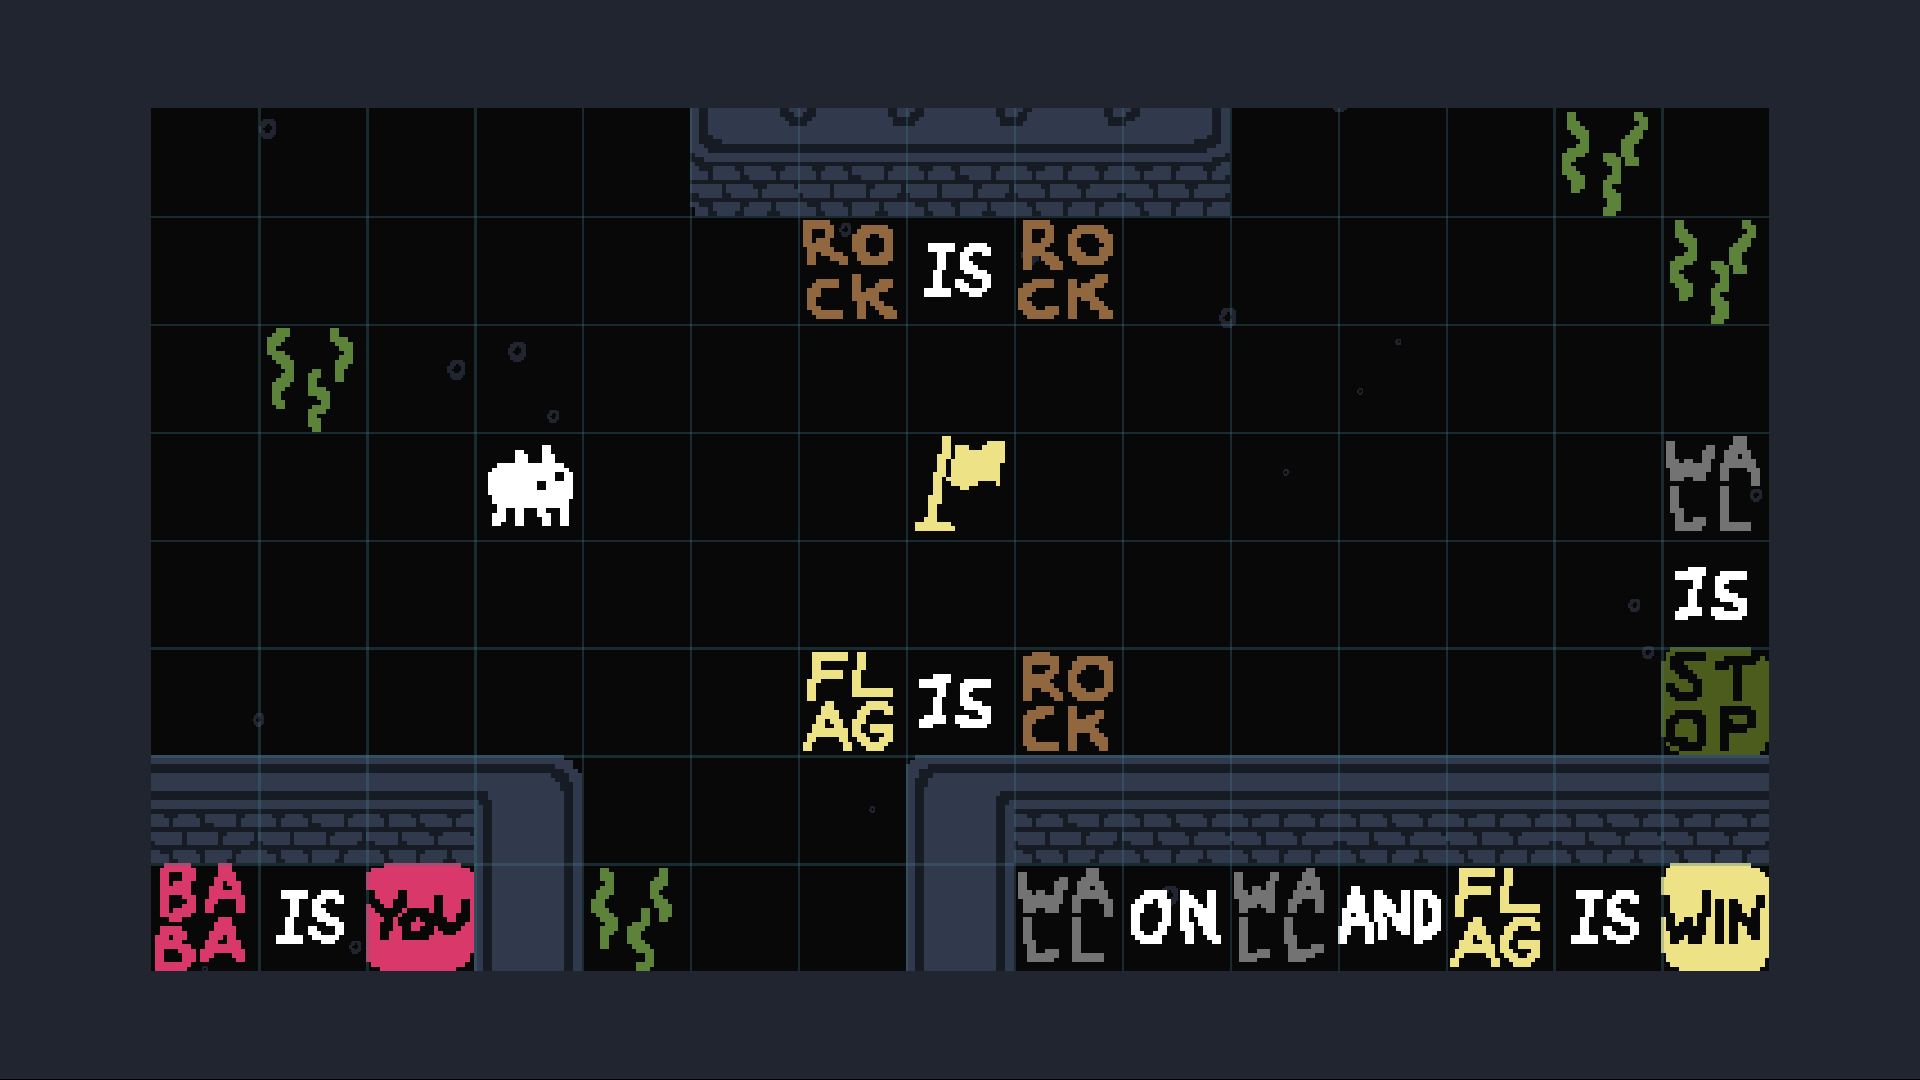 ROCK IS ROCK
WALL
IS
FLAG IS ROCK
STOP
BABA IS YOU
WALL ON WALL AND FLAG IS WIN